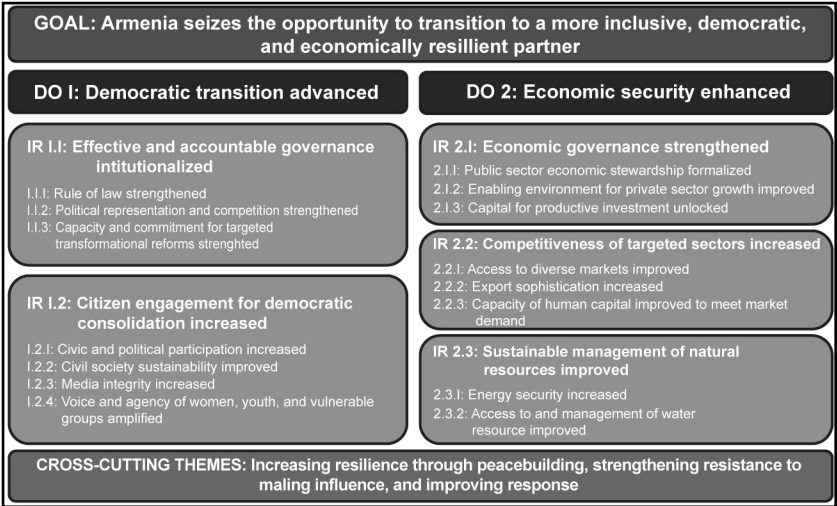 GOAL: Armenia seizes the opportunity to transition to a more inclusive, democratic,
and economically resillient partner
DO I: Democratic transition advanced
IR I.I: Effective and accountable governance
intitutionalized
I.I.I: Rule of law strengthened
I.I.2: Political representation and competition strengthened
I.I.3: Capacity and commitment for targeted
transformational reforms strenghted
IR I.2: Citizen engagement for democratic
consolidation increased
I.2.I: Civic and political participation increased
I.2.2: Civil society sustainability improved
I.2.3: Media integrity increased
I.2.4: Voice and agency of women, youth, and vulnerable
groups amplified
DO 2: Economic security enhanced
IR 2.I: Economic governance strengthened
2.I.I: Public sector economic stewardship formalized
2.I.2: Enabling environment for private sector growth improved
2.I.3: Capital for productive investment unlocked
IR 2.2: Competitiveness of targeted sectors increased
2.2.I: Access to diverse markets improved
2.2.2: Export sophistication increased
2.2.3: Capacity of human capital improved to meet market
demand
IR 2.3: Sustainable management of natural
resources improved
2.3.I: Energy security increased
2.3.2: Access to and management of water
resource improved
CROSS-CUTTING THEMES: Increasing resilience through peacebuilding, strengthening resistance to
maling influence, and improving response